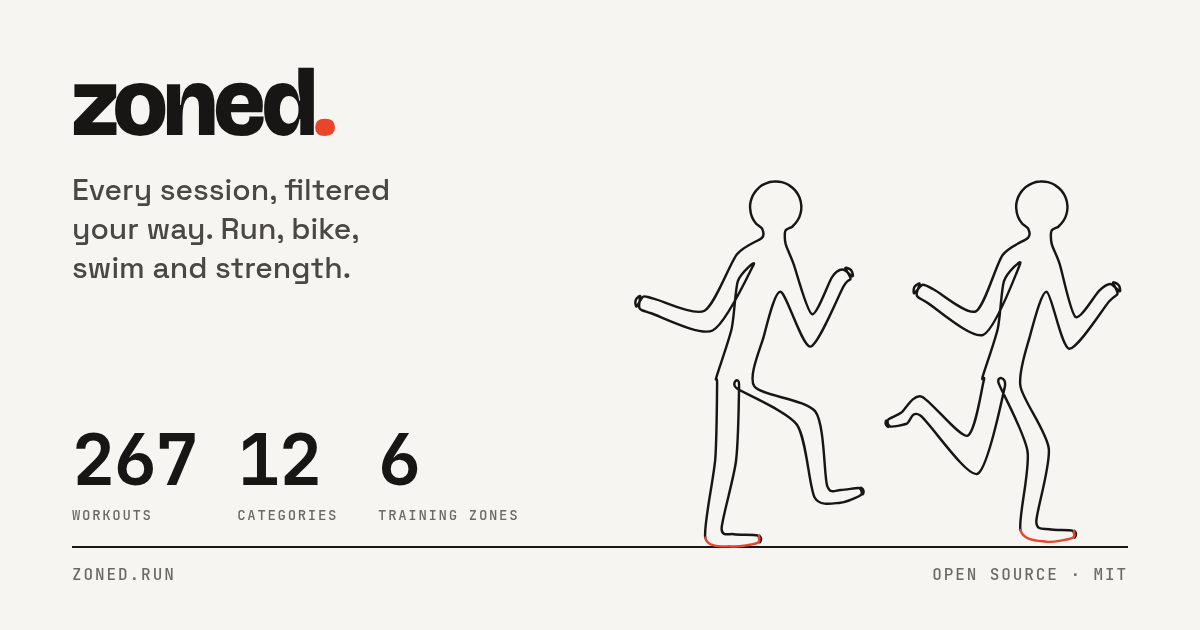 zoned.
Every session, filtered
your way. Run, bike,
swim and strength.
267 12 6
WORKOUTS CATEGORIES TRAINING ZONES
ZONED.RUN OPEN SOURCE · MIT